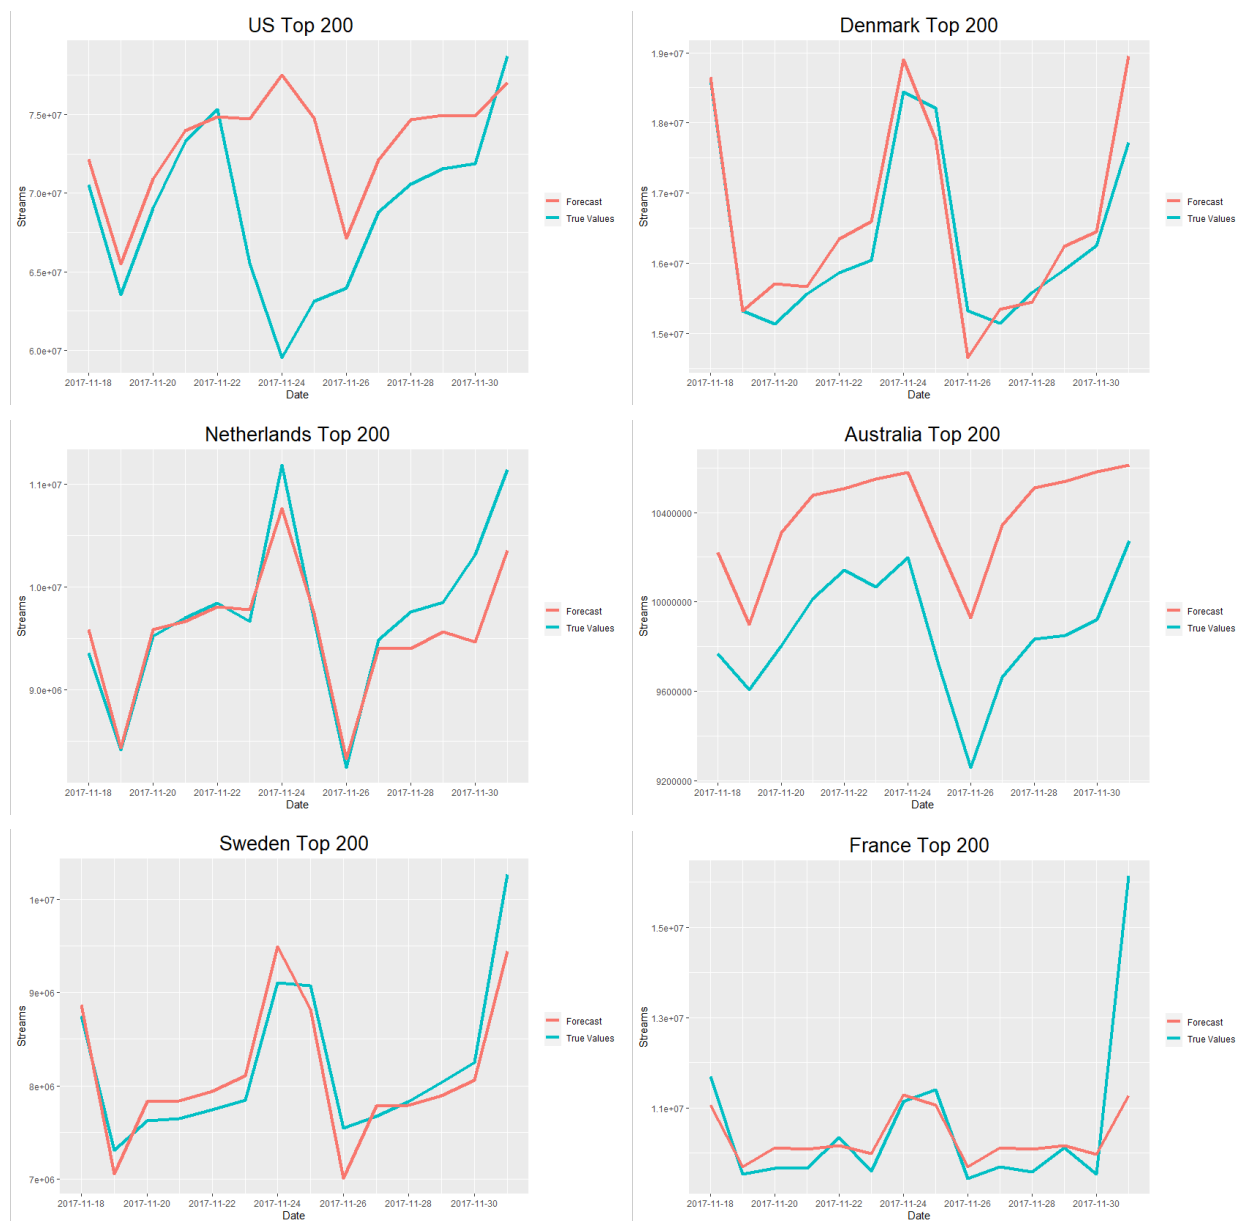 US Top 200
7.5e+07
7.0e+07
6.5e+07
6.0e+07
Streams
2017-11-18 2017-11-20 2017-11-22 2017-11-24 2017-11-26 2017-11-28 2017-11-30
Date
Forecast
True Values
Denmark Top 200
1.9e+07
1.8e+07
1.7e+07
1.6e+07
1.5e+07
Streams
2017-11-18 2017-11-20 2017-11-22 2017-11-24 2017-11-26 2017-11-28 2017-11-30
Date
Forecast
True Values
Netherlands Top 200
1.1e+07
1.0e+07
9.0e+06
Streams
2017-11-18 2017-11-20 2017-11-22 2017-11-24 2017-11-26 2017-11-28 2017-11-30
Date
Forecast
True Values
Australia Top 200
10400000
10000000
9600000
9200000
Streams
2017-11-18 2017-11-20 2017-11-22 2017-11-24 2017-11-26 2017-11-28 2017-11-30
Date
Forecast
True Values
Sweden Top 200
1e+07
9e+06
8e+06
7e+06
Streams
2017-11-18 2017-11-20 2017-11-22 2017-11-24 2017-11-26 2017-11-28 2017-11-30
Date
Forecast
True Values
France Top 200
1.5e+07
1.3e+07
1.1e+07
Streams
2017-11-18 2017-11-20 2017-11-22 2017-11-24 2017-11-26 2017-11-28 2017-11-30
Date
Forecast
True Values